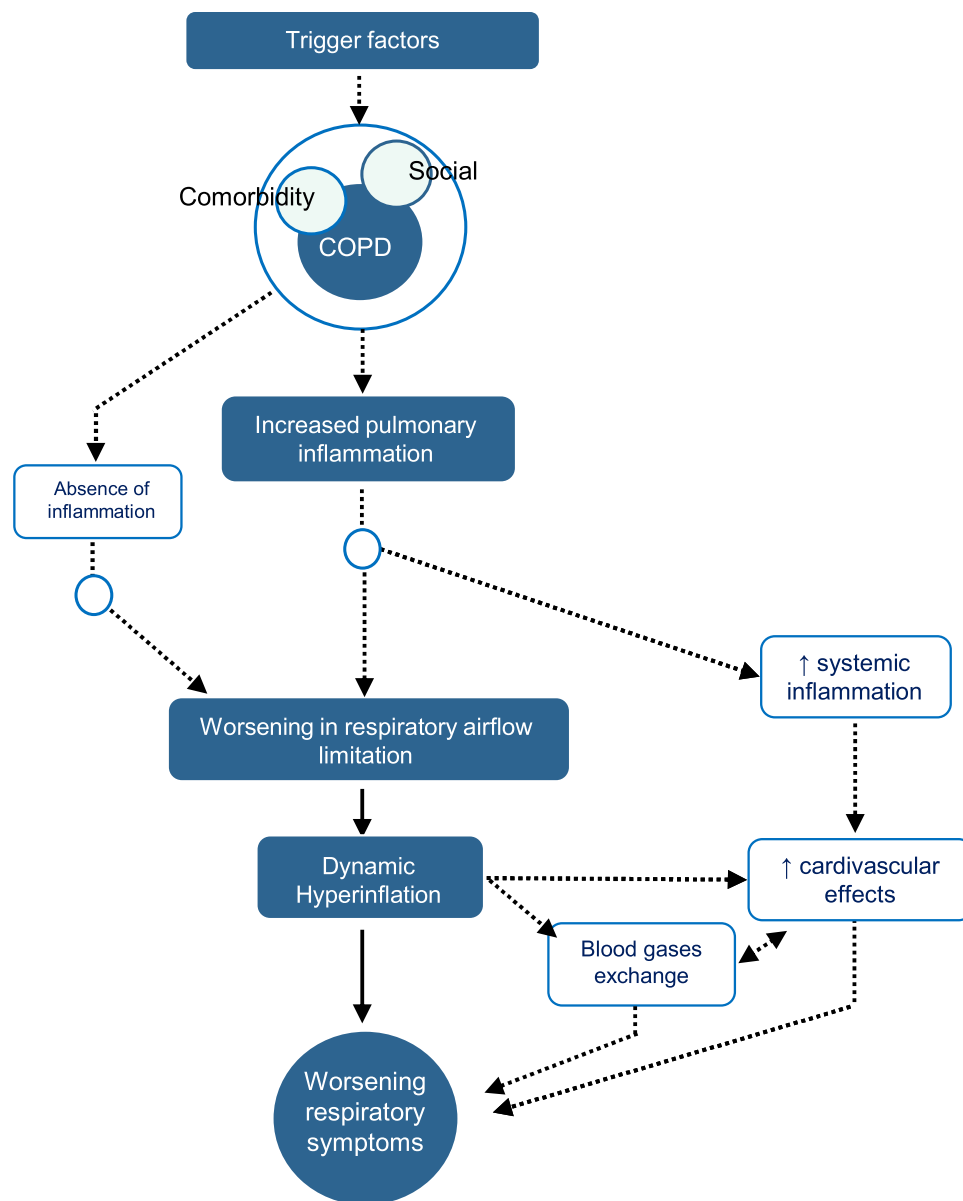 Trigger factors
Social
Comorbidity
COPD
Increased pulmonary
inflammation
Absence of
inflammation
↑ systemic
inflammation
Worsening in respiratory airflow
limitation
Dynamic
Hyperinflation
↑ cardivascular
effects
Blood gases
exchange
Worsening
respiratory
symptoms